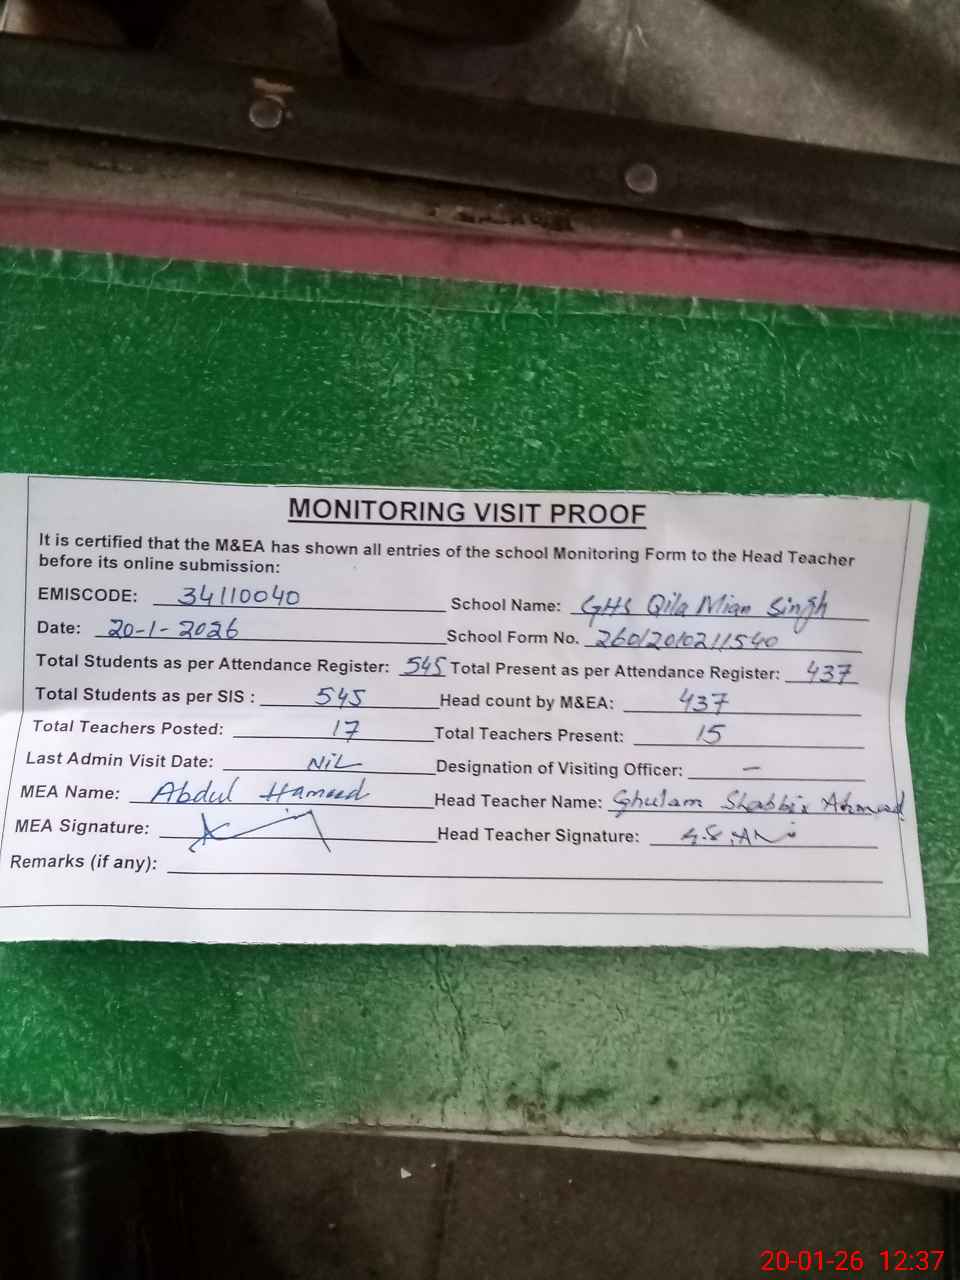 MONITORING VISIT PROOF
It is certified that the M&EA has shown all entries of the school Monitoring Form to the Head Teacher
before its online submission:
EMISCODE: 34110040 School Name: GHS Qila Mian Singh
Date: 20-1-2026 School Form No. 26012010211540
Total Students as per Attendance Register: 545 Total Present as per Attendance Register: 437
Total Students as per SIS : 545 Head count by M&EA: 437
Total Teachers Posted: 17 Total Teachers Present: 15
Last Admin Visit Date: NiL Designation of Visiting Officer: —
MEA Name: Abdul Hameed Head Teacher Name: Ghulam Shabbir Ahmad
MEA Signature: Head Teacher Signature:
Remarks (if any):
20-01-26 12:37